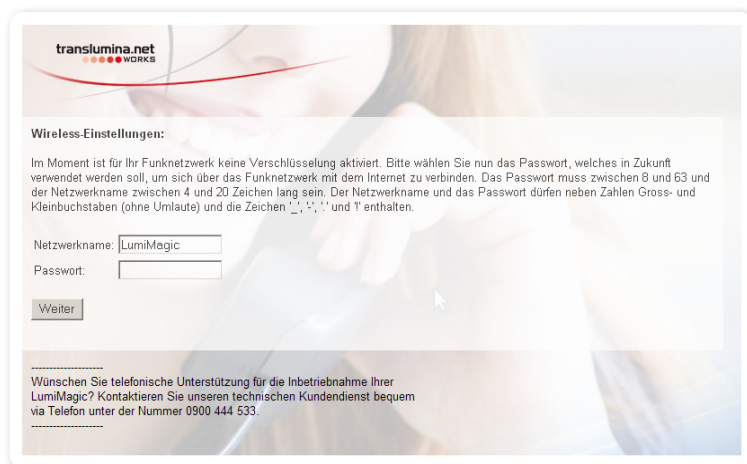 translumina.net
WORKS
Wireless-Einstellungen:
Im Moment ist für Ihr Funknetzwerk keine Verschlüsselung aktiviert. Bitte wählen Sie nun das Passwort, welches in Zukunft
verwendet werden soll, um sich über das Funknetzwerk mit dem Internet zu verbinden. Das Passwort muss zwischen 8 und 63 und
der Netzwerkname zwischen 4 und 20 Zeichen lang sein. Der Netzwerkname und das Passwort dürfen neben Zahlen Gross- und
Kleinbuchstaben (ohne Umlaute) und die Zeichen '_', '-', '.' und '!' enthalten.
Netzwerkname: LumiMagic
Passwort:
Weiter
--------------------
Wünschen Sie telefonische Unterstützung für die Inbetriebnahme Ihrer
LumiMagic? Kontaktieren Sie unseren technischen Kundendienst bequem
via Telefon unter der Nummer 0900 444 533.
--------------------